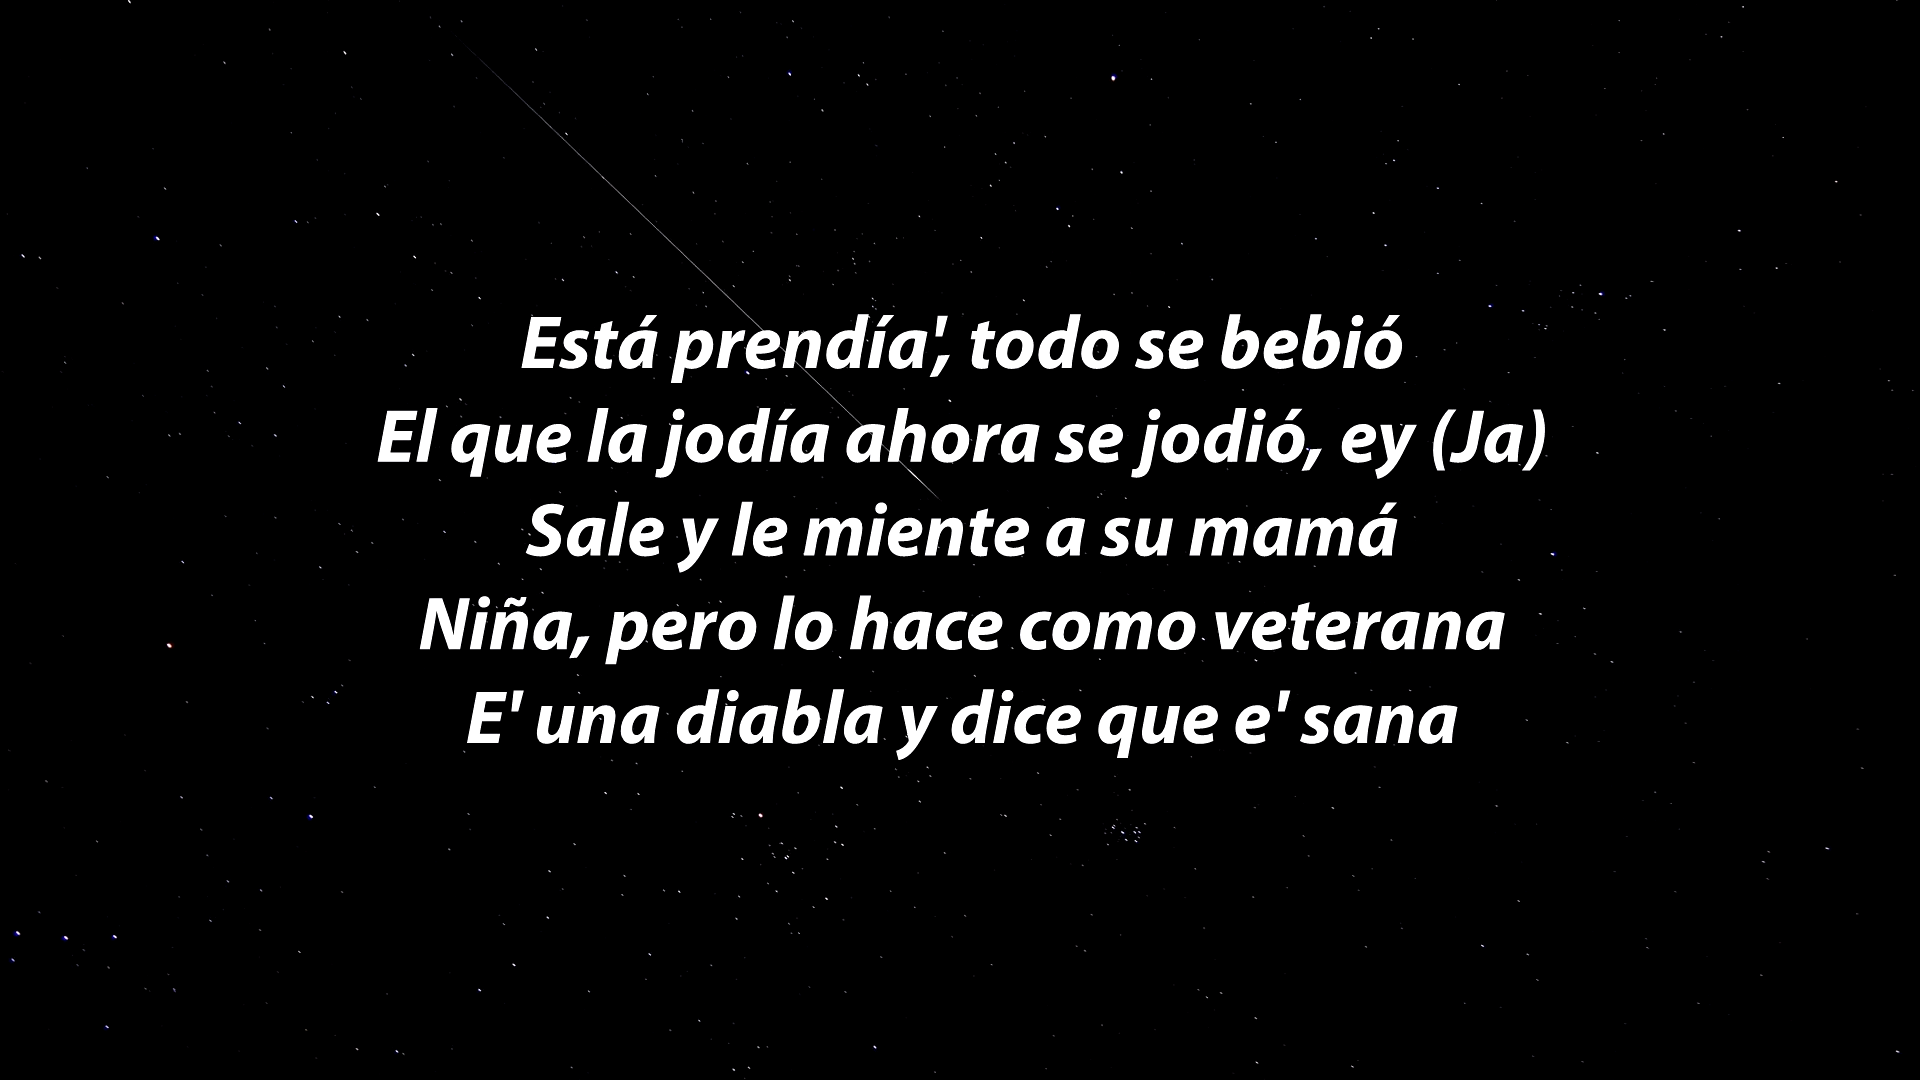 Está prendía', todo se bebió
El que la jodía ahora se jodió, ey (Ja)
Sale y le miente a su mamá
Niña, pero lo hace como veterana
E' una diabla y dice que e' sana